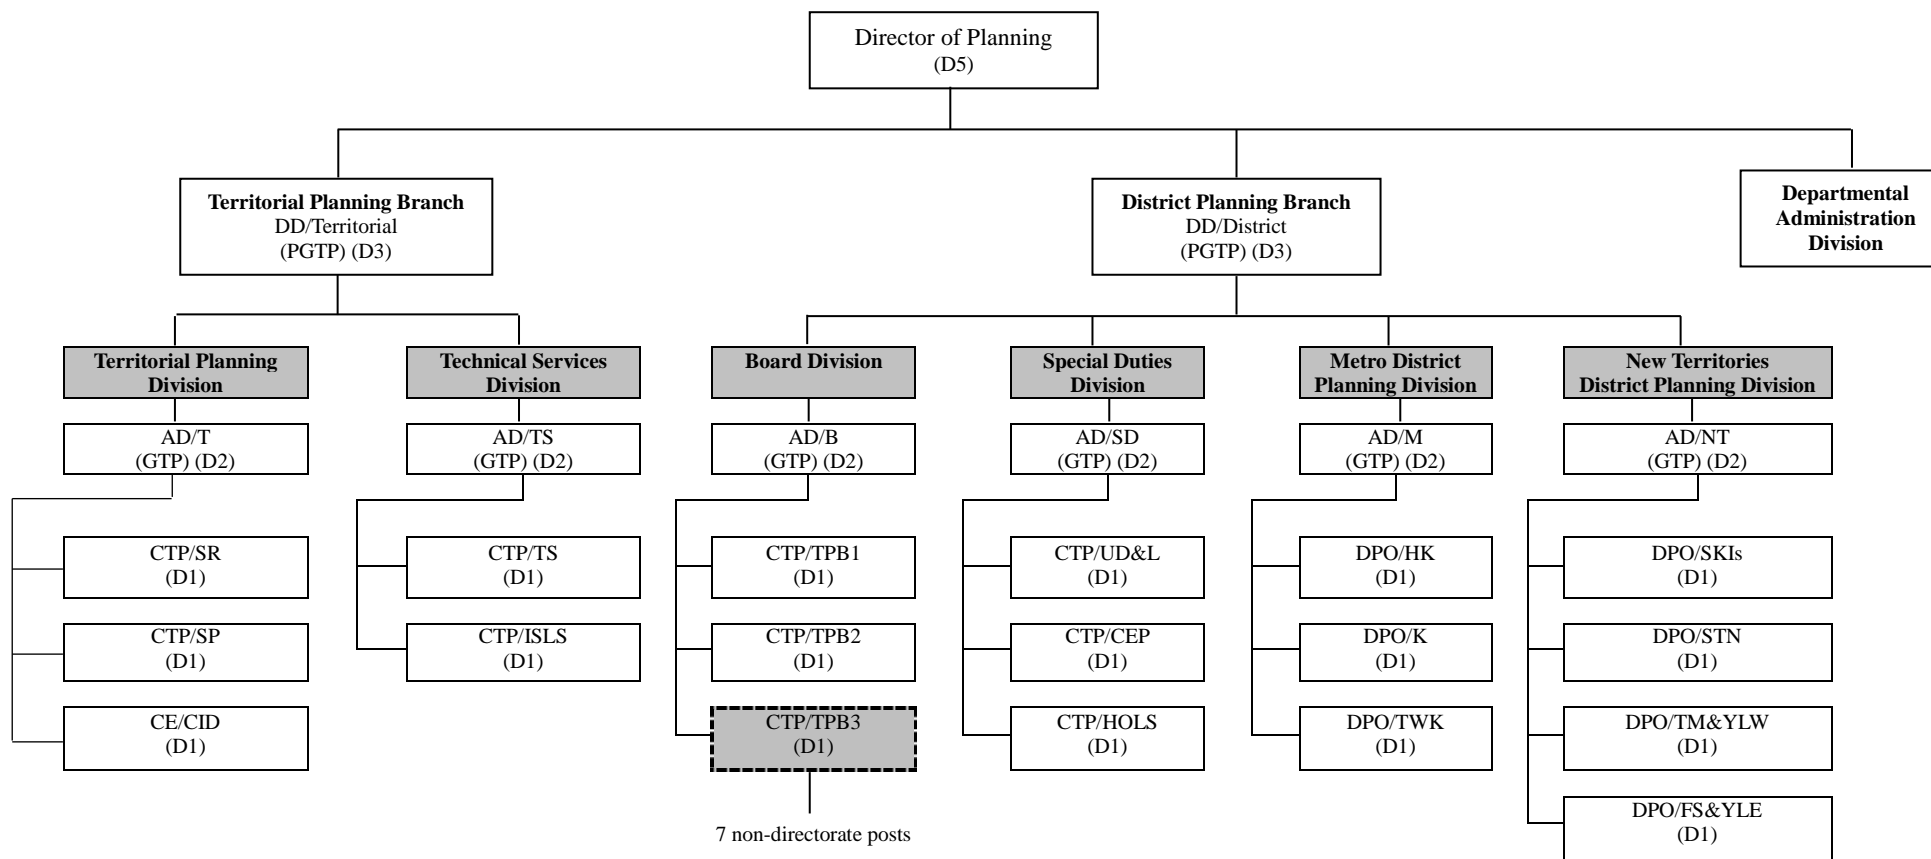 Director of Planning
(D5)
Territorial Planning Branch
DD/Territorial
(PGTP) (D3)
District Planning Branch
DD/District
(PGTP) (D3)
Departmental
Administration
Division
Territorial Planning
Division
Technical Services
Division
Board Division
Special Duties
Division
Metro District
Planning Division
New Territories
District Planning Division
AD/T
(GTP) (D2)
AD/TS
(GTP) (D2)
AD/B
(GTP) (D2)
AD/SD
(GTP) (D2)
AD/M
(GTP) (D2)
AD/NT
(GTP) (D2)
CTP/SR
(D1)
CTP/TS
(D1)
CTP/TPB1
(D1)
CTP/UD&L
(D1)
DPO/HK
(D1)
DPO/SKIs
(D1)
CTP/SP
(D1)
CTP/ISLS
(D1)
CTP/TPB2
(D1)
CTP/CEP
(D1)
DPO/K
(D1)
DPO/STN
(D1)
CE/CID
(D1)
CTP/TPB3
(D1)
CTP/HOLS
(D1)
DPO/TWK
(D1)
DPO/TM&YLW
(D1)
7 non-directorate posts
DPO/FS&YLE
(D1)